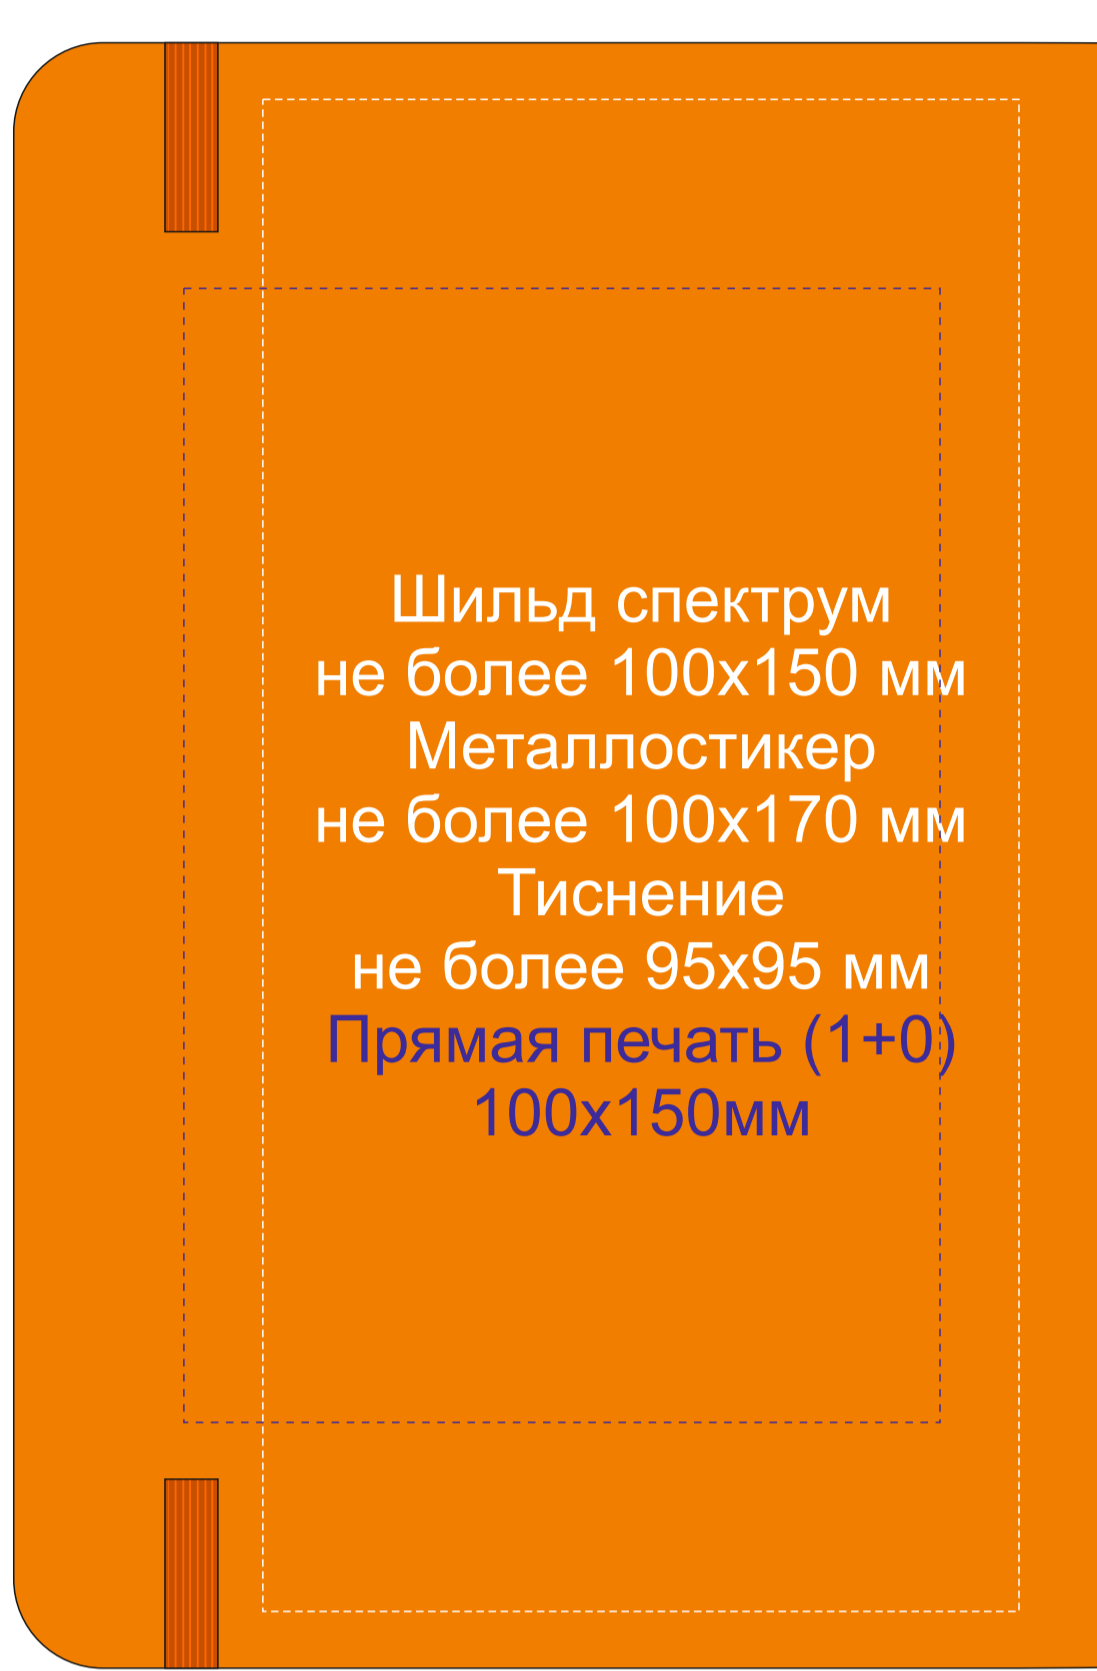 Шильд спектрум
не более 100х150 мм
Металлостикер
не более 100х170 мм
Тиснение
не более 95х95 мм
Прямая печать (1+0)
100х150мм